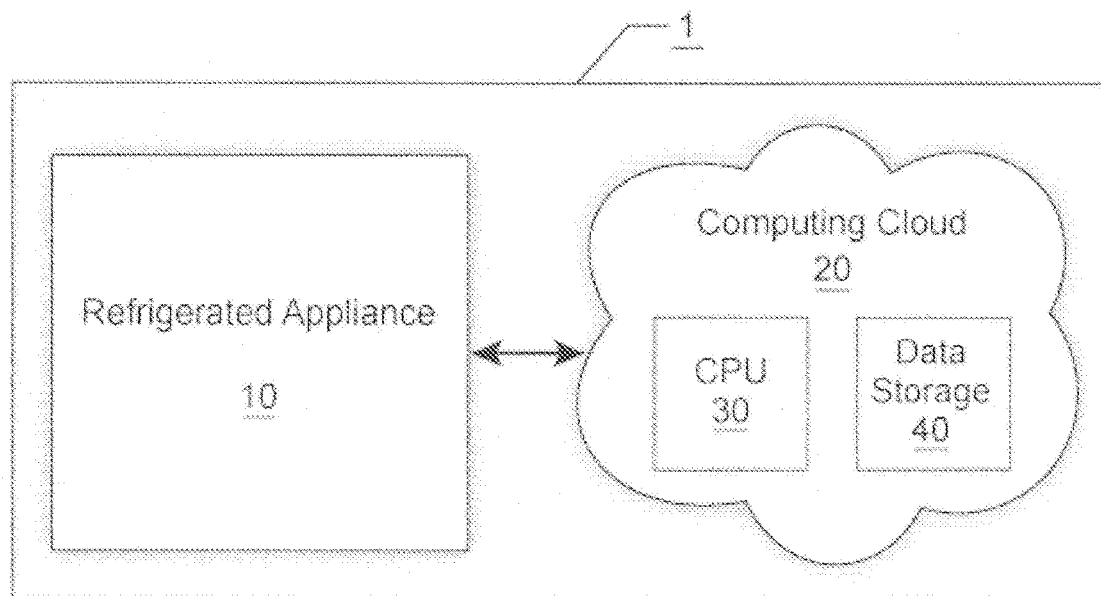 1
Refrigerated Appliance
10
Computing Cloud
20
CPU
30
Data
Storage
40